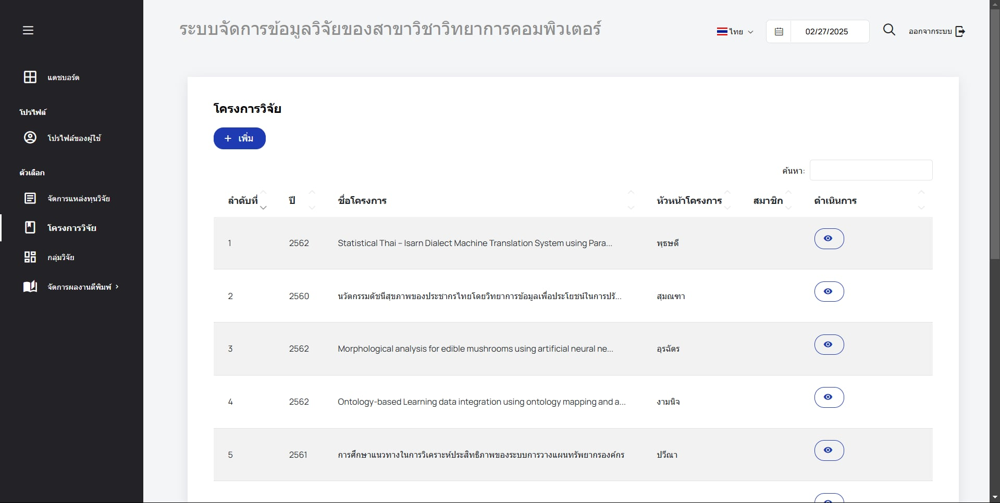 ระบบจัดการข้อมูลวิจัยของสาขาวิชาวิทยาการคอมพิวเตอร์
ไทย
02/27/2025
ออกจากระบบ
แดชบอร์ด
โปรไฟล์
โปรไฟล์ของผู้ใช้
ตัวเลือก
จัดการแหล่งทุนวิจัย
โครงการวิจัย
กลุ่มวิจัย
จัดการผลงานตีพิมพ์
โครงการวิจัย
+ เพิ่ม
ค้นหา:
ลำดับที่ ปี ชื่อโครงการ หัวหน้าโครงการ สมาชิก ดำเนินการ
1 2562 Statistical Thai – Isarn Dialect Machine Translation System using Para... พุธษดี
2 2560 นวัตกรรมดัชนีสุขภาพของประชากรไทยโดยวิทยาการข้อมูลเพื่อประโยชน์ในการปรั... สุมณฑา
3 2562 Morphological analysis for edible mushrooms using artificial neural ne... อุรฉัตร
4 2562 Ontology-based Learning data integration using ontology mapping and a... งามนิจ
5 2561 การศึกษาแนวทางในการวิเคราะห์ประสิทธิภาพของระบบการวางแผนทรัพยากรองค์กร ปวีณา